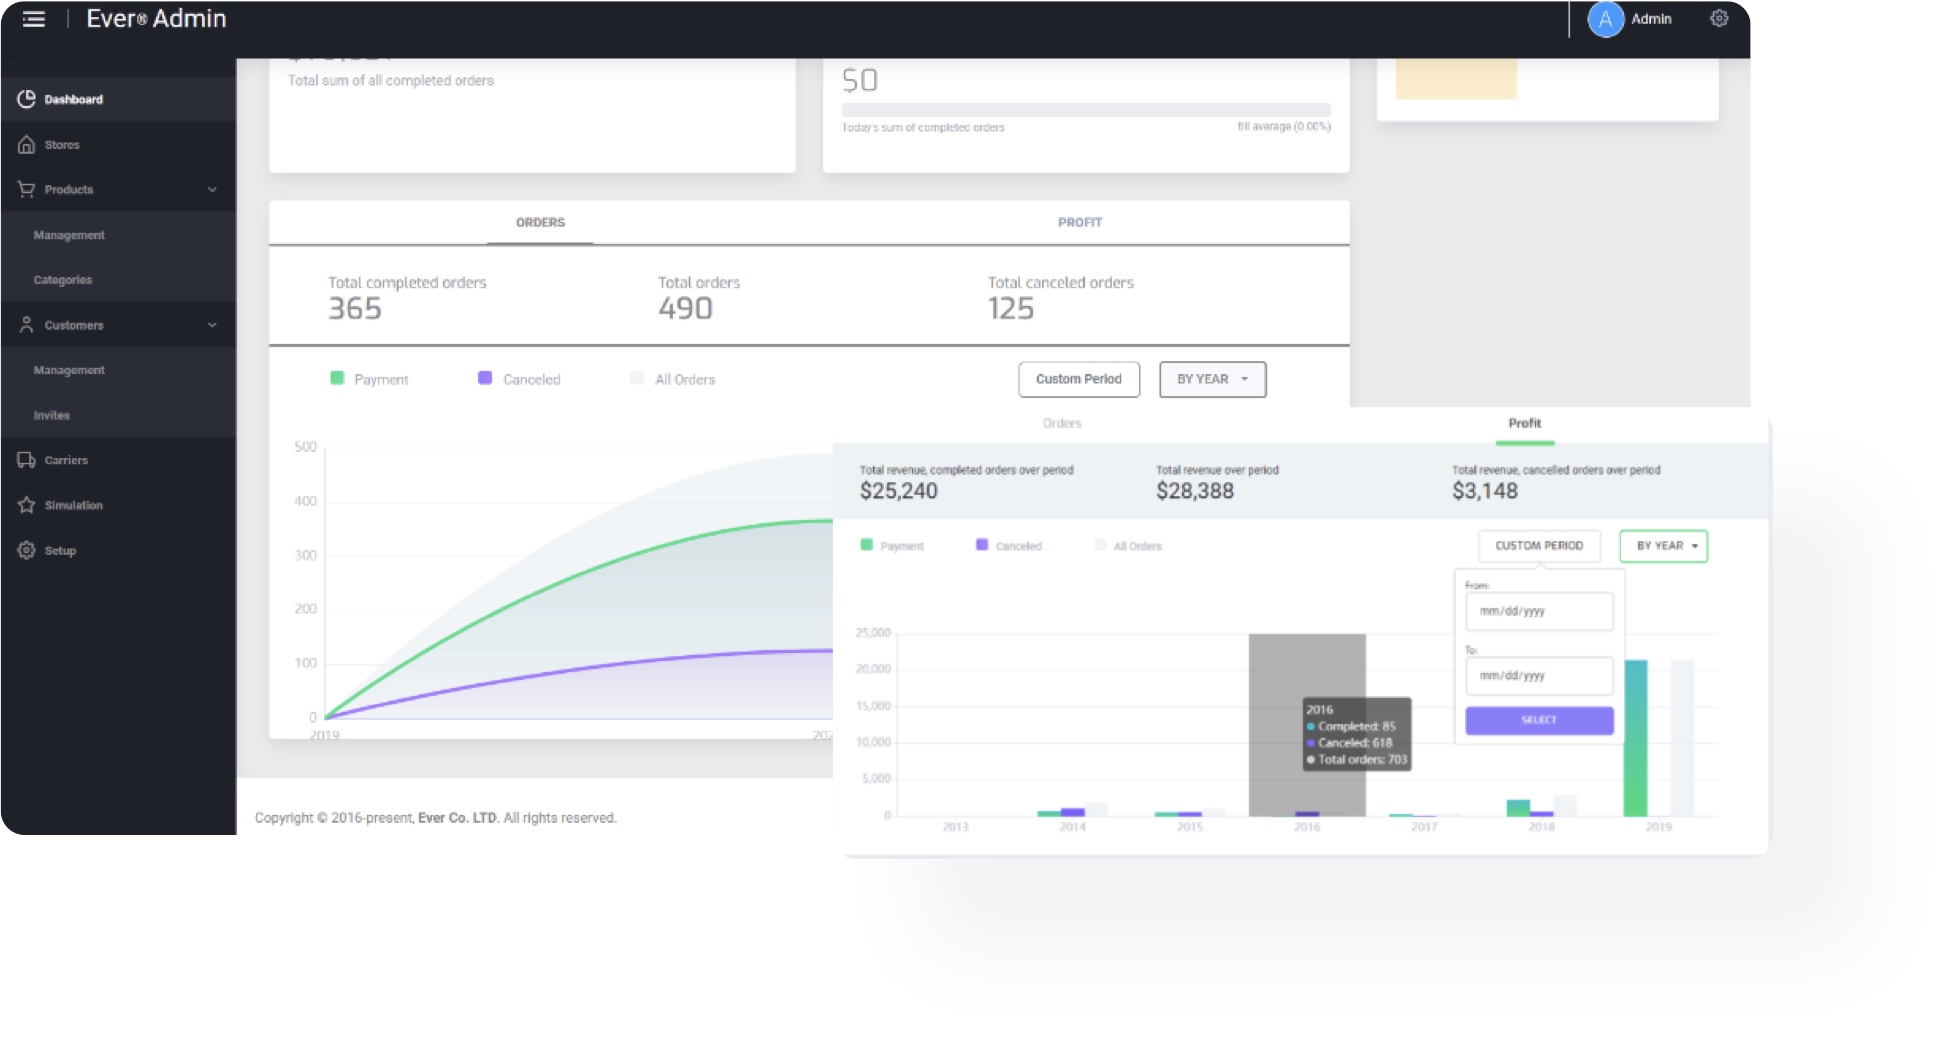 Ever® Admin
A Admin
Dashboard
Stores
Products
Management
Categories
Customers
Management
Invites
Carriers
Simulation
Setup
Total sum of all completed orders
$0
Today's sum of completed orders
till average (0.00%)
ORDERS PROFIT
Total completed orders Total orders Total canceled orders
365 490 125
Payment Canceled All Orders
Custom Period BY YEAR
500
400
300
200
100
0
2019
Copyright © 2016-present, Ever Co. LTD. All rights reserved.
Orders Profit
Total revenue, completed orders over period Total revenue over period Total revenue, cancelled orders over period
$25,240 $28,388 $3,148
Payment Canceled All Orders
CUSTOM PERIOD BY YEAR
From:
mm/dd/yyyy
To:
mm/dd/yyyy
SELECT
25,000
20,000
15,000
10,000
5,000
0
2016
Completed: 85
Canceled: 618
Total orders: 703
2013 2014 2015 2016 2017 2018 2019